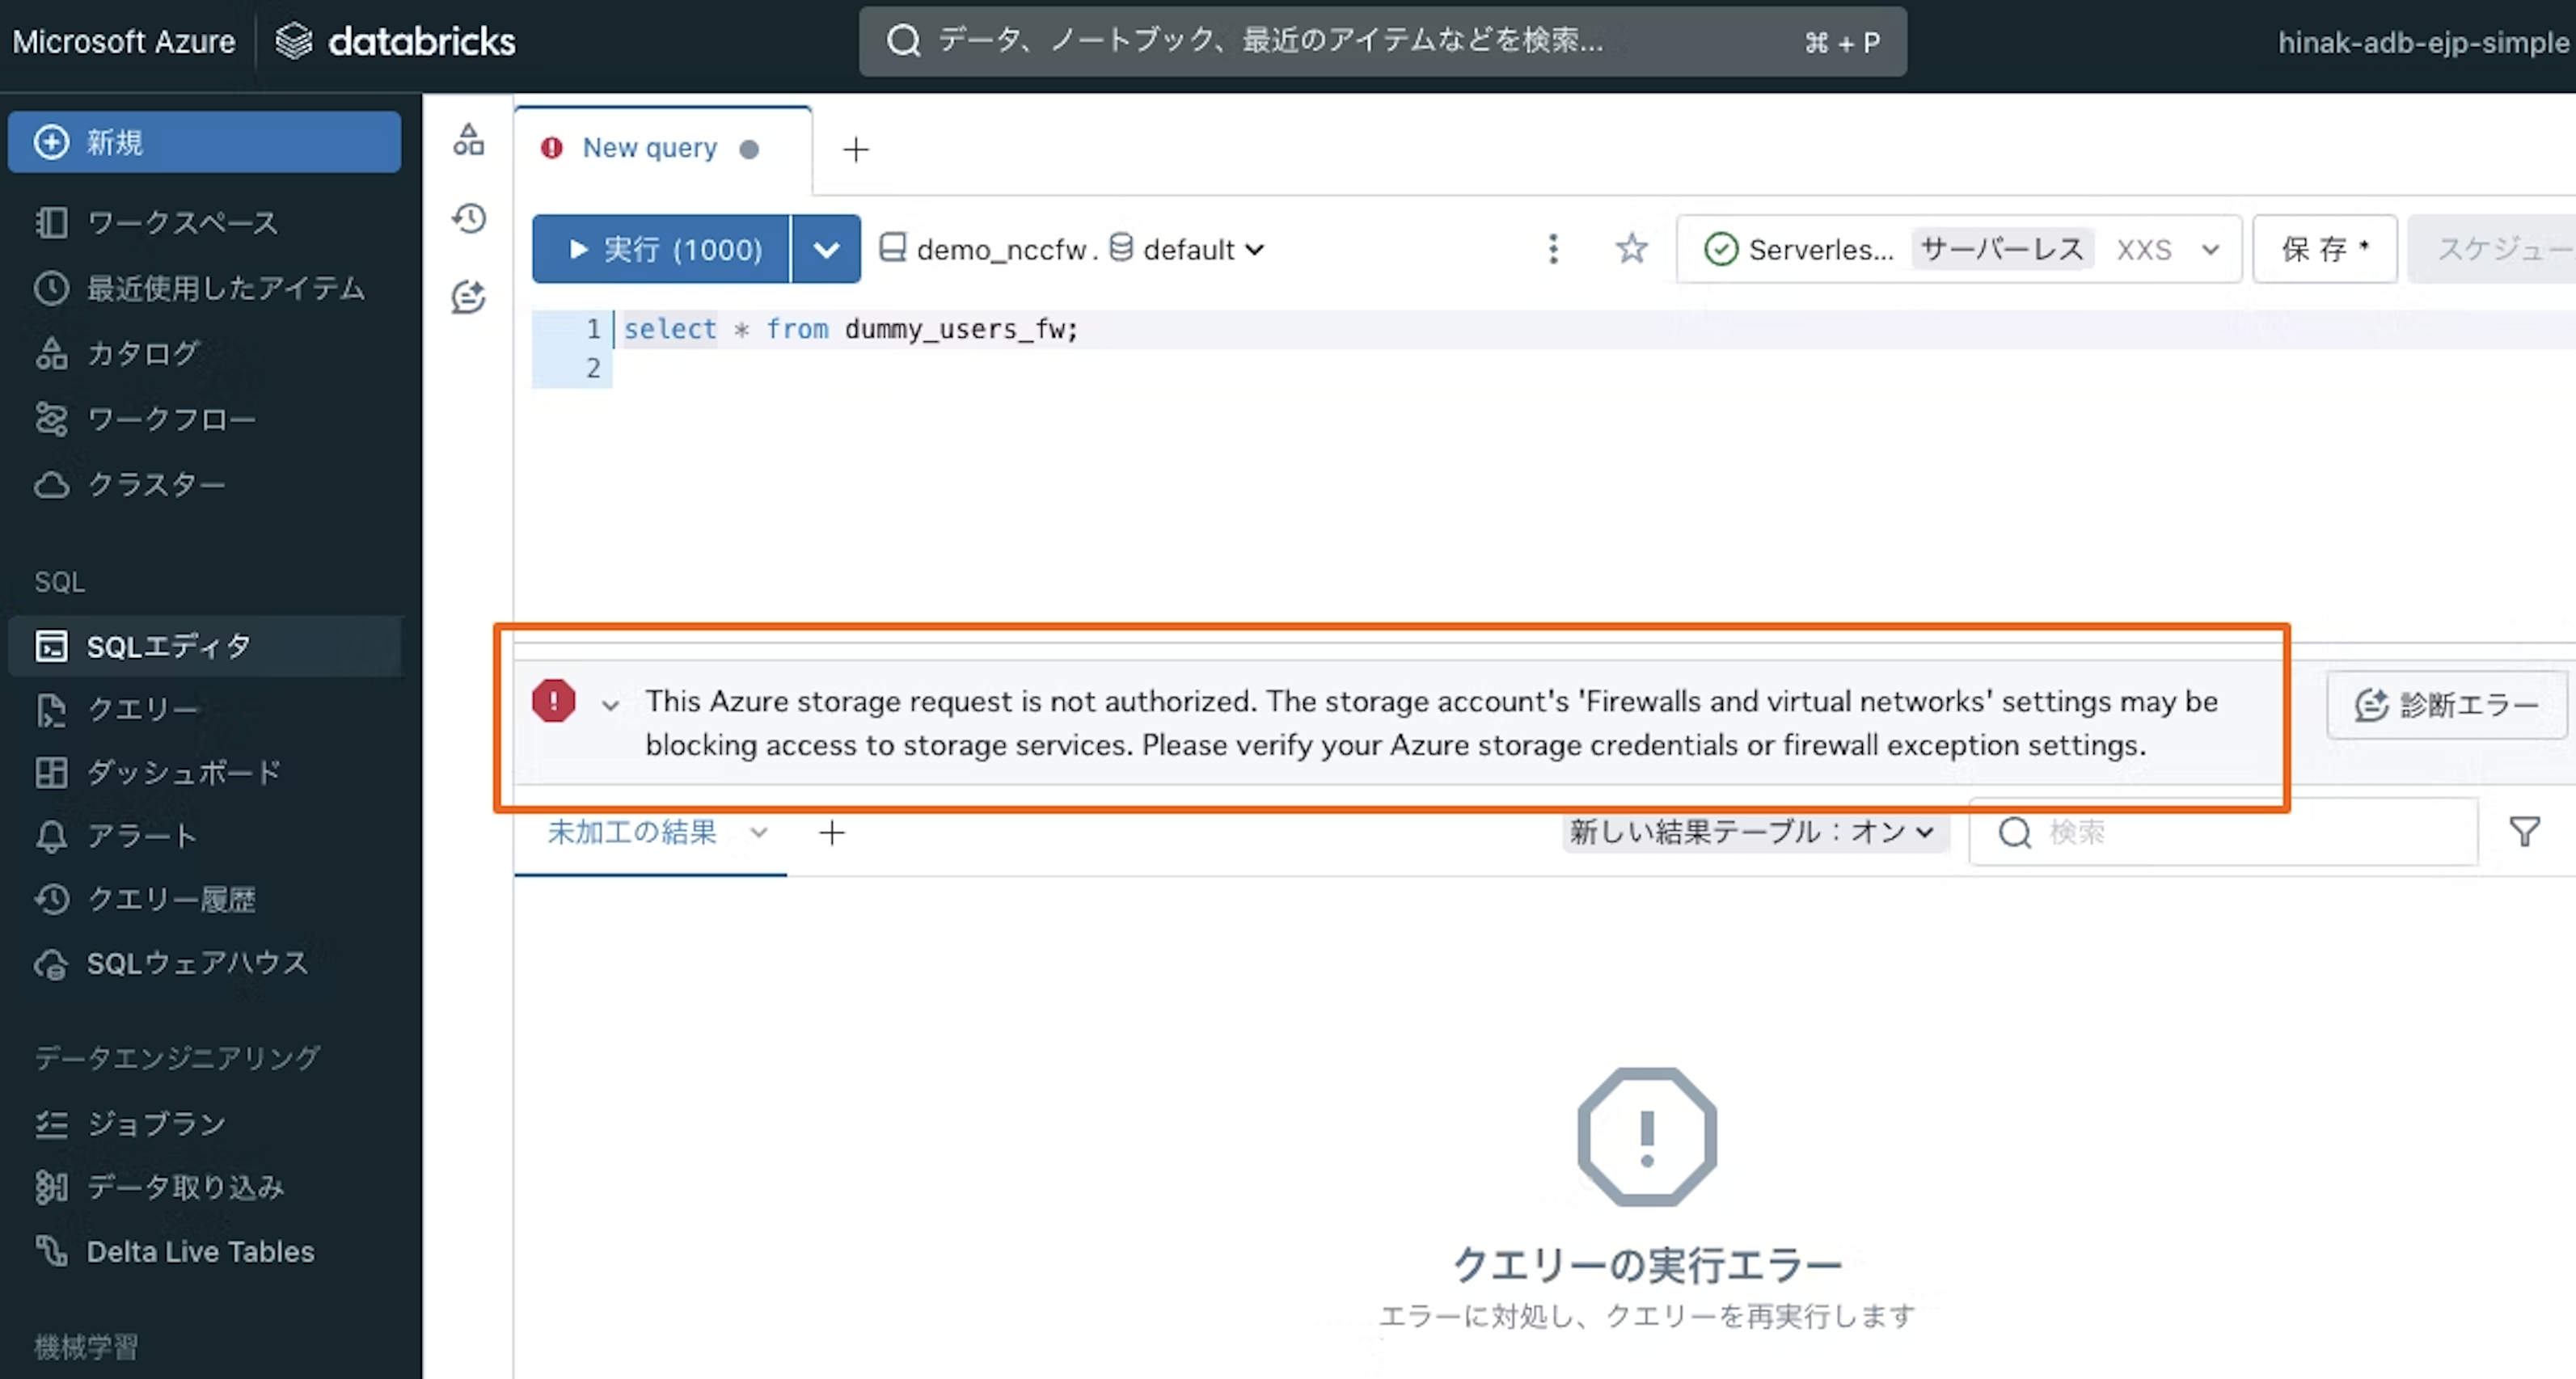 Microsoft Azure
databricks
データ、ノートブック、最近のアイテムなどを検索...
⌘ + P
hinak-adb-ejp-simple
新規
ワークスペース
最近使用したアイテム
カタログ
ワークフロー
クラスター
SQL
SQLエディタ
クエリー
ダッシュボード
アラート
クエリー履歴
SQLウェアハウス
データエンジニアリング
ジョブラン
データ取り込み
Delta Live Tables
機械学習
New query
実行 (1000)
demo_nccfw. default
Serverles... サーバーレス XXS
保 存 *
スケジュー
1 select * from dummy_users_fw;
2
This Azure storage request is not authorized. The storage account's 'Firewalls and virtual networks' settings may be
blocking access to storage services. Please verify your Azure storage credentials or firewall exception settings.
診断エラー
未加工の結果
新しい結果テーブル：オン
検索
クエリーの実行エラー
エラーに対処し、クエリーを再実行します